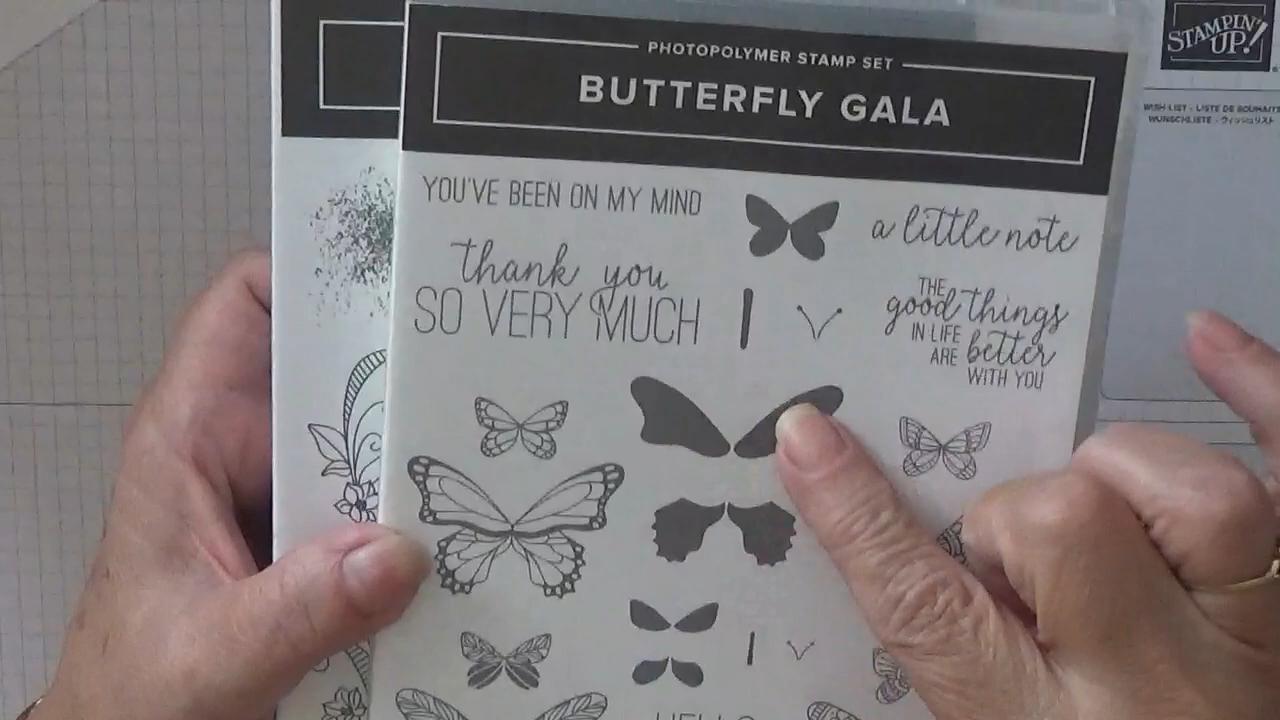 PHOTOPOLYMER STAMP SET
BUTTERFLY GALA
STAMPIN' UP!
WISH LIST - LISTE DE SOUHAITS
WUNSCHLISTE - ウィッシュリスト
YOU'VE BEEN ON MY MIND
thank you
SO VERY MUCH
a little note
THE
good things
IN LIFE
ARE better
WITH YOU
HELLO